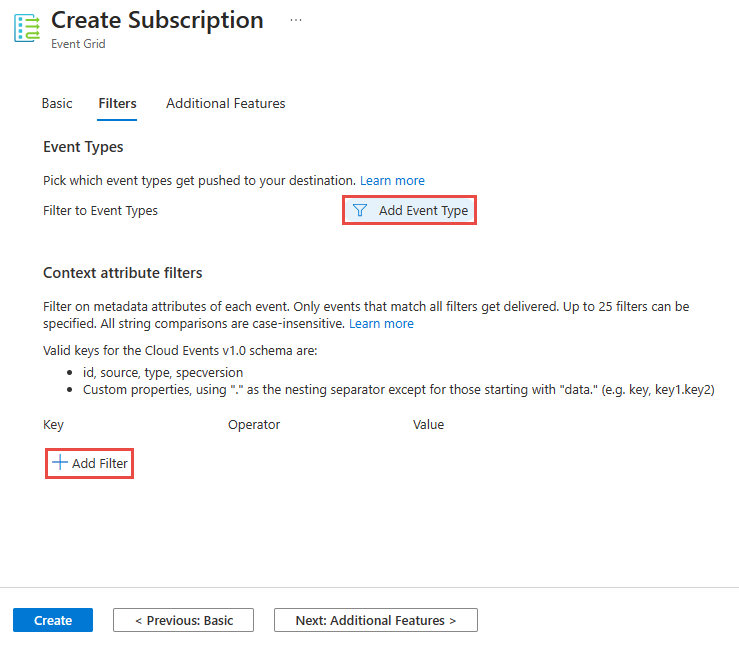 Create Subscription ...
Event Grid
Basic Filters Additional Features
Event Types
Pick which event types get pushed to your destination. Learn more
Filter to Event Types Add Event Type
Context attribute filters
Filter on metadata attributes of each event. Only events that match all filters get delivered. Up to 25 filters can be
specified. All string comparisons are case-insensitive. Learn more
Valid keys for the Cloud Events v1.0 schema are:
• id, source, type, specversion
• Custom properties, using "." as the nesting separator except for those starting with "data." (e.g. key, key1.key2)
Key Operator Value
+ Add Filter
Create < Previous: Basic Next: Additional Features >